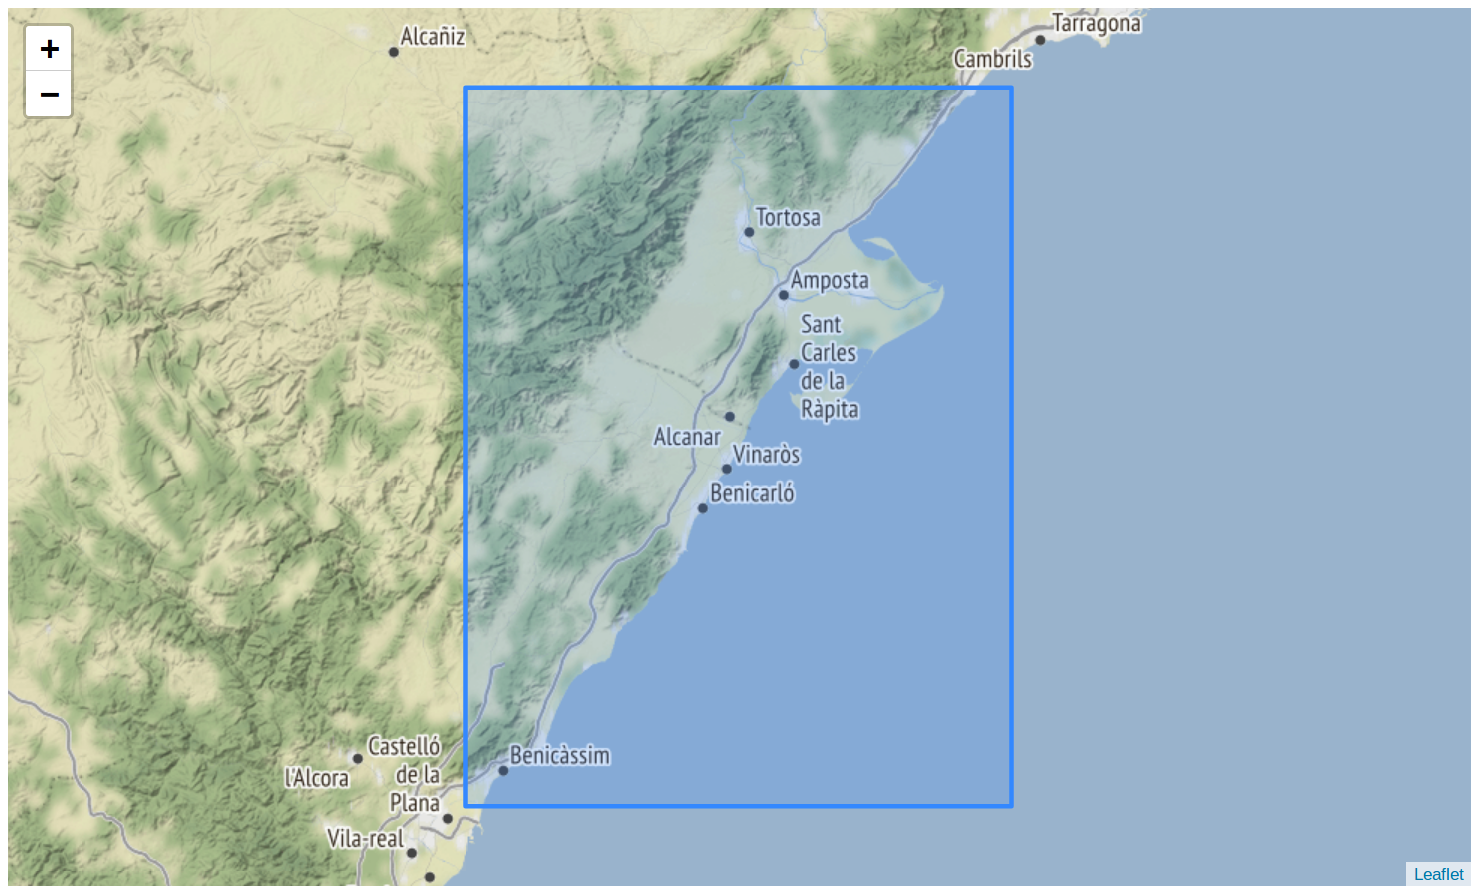 +
−
Alcañiz
Tarragona
Cambrils
Tortosa
Amposta
Sant
Carles
de la
Ràpita
Alcanar
Vinaròs
Benicarló
Benicàssim
Castelló
de la
Plana
l'Alcora
Vila-real
Leaflet